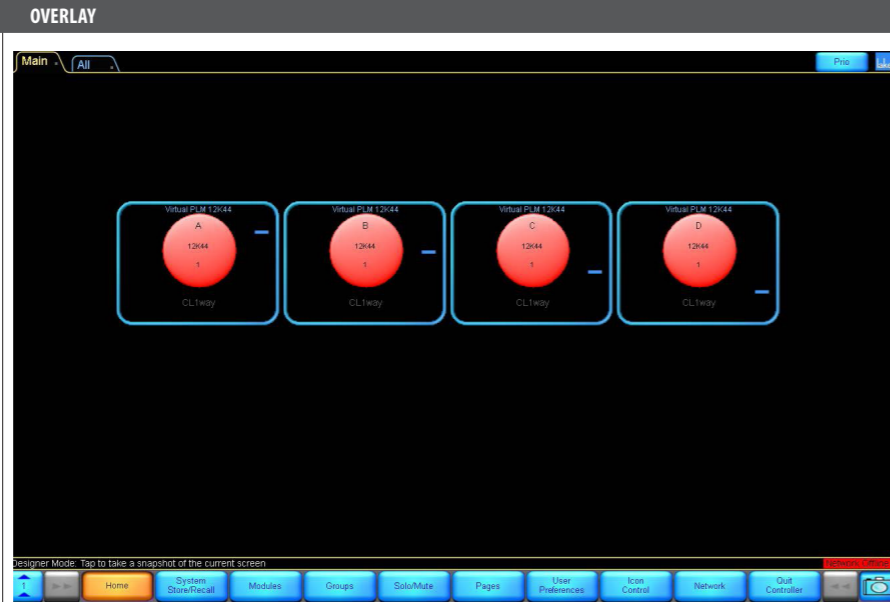 OVERLAY
Main
All
Prio
Virtual PLM 12K44
Virtual PLM 12K44
Virtual PLM 12K44
Virtual PLM 12K44
A
B
C
D
12K44
12K44
12K44
12K44
1
1
1
1
CL1way
CL1way
CL1way
CL1way
Designer Mode: Tap to take a snapshot of the current screen
Network Offline
1
Home
System
Store/Recall
Modules
Groups
Solo/Mute
Pages
User
Preferences
Icon
Control
Network
Quit
Controller